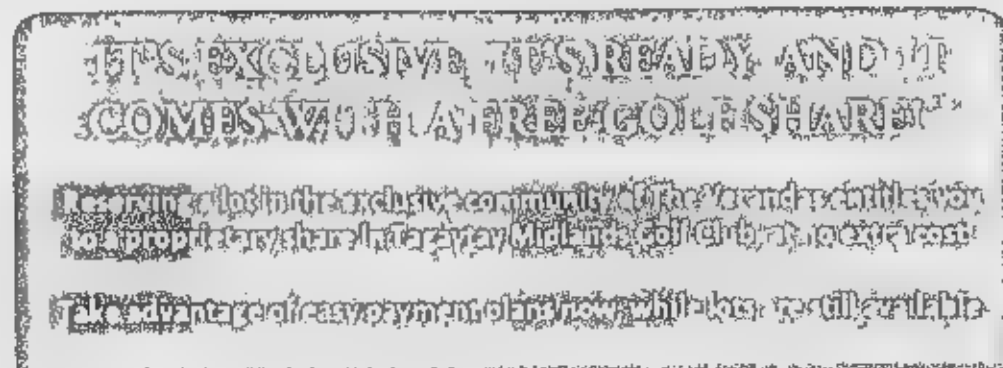 IT'S EXCLUSIVE, IT'S READY AND IT
COMES WITH A FREE GOLF SHARE!
Reserving a lot in the exclusive community of The Verandas entitles you
to a proprietary share in Tagaytay Midlands Golf Club at no extra cost
Take advantage of easy payment plans now, while lots are still available